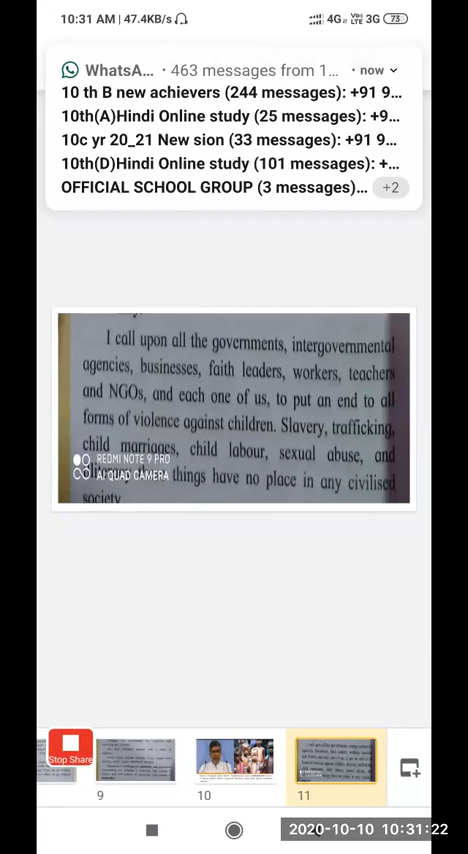 10:31 AM | 47.4KB/s
4G Vo) LTE 3G 73
WhatsA... • 463 messages from 1... • now
10 th B new achievers (244 messages): +91 9...
10th(A)Hindi Online study (25 messages): +9...
10c yr 20_21 New sion (33 messages): +91 9...
10th(D)Hindi Online study (101 messages): +...
OFFICIAL SCHOOL GROUP (3 messages)... +2
I call upon all the governments, intergovernmental
agencies, businesses, faith leaders, workers, teachers
and NGOs, and each one of us, to put an end to all
forms of violence against children. Slavery, trafficking,
child marriages, child labour, sexual abuse, and
REDMI NOTE 9 PRO
AI QUAD CAMERA
things have no place in any civilised
society
Stop Share
9
10
11
2020-10-10 10:31:22